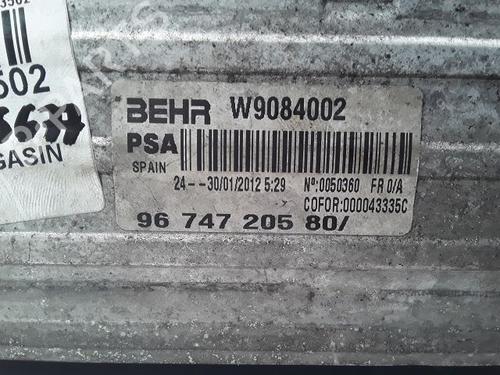 502
GASIN
BEHR W9084002
PSA
SPAIN
24--30/01/2012 5:29 Nº:0050360 FR 0/A
COFOR:000043335C
96 747 205 80/